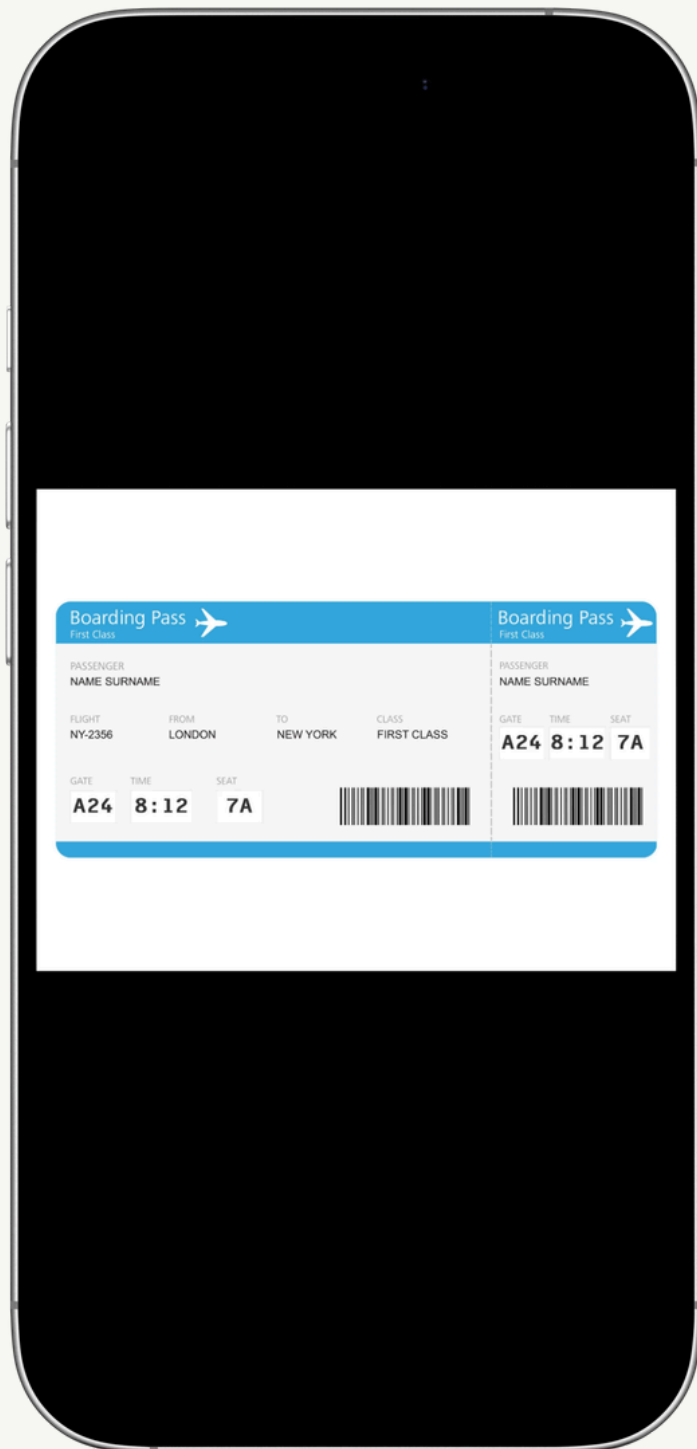 Boarding Pass
First Class
PASSENGER
NAME SURNAME
FLIGHT FROM TO CLASS
NY-2356 LONDON NEW YORK FIRST CLASS
GATE TIME SEAT
A24 8:12 7A
Boarding Pass
First Class
PASSENGER
NAME SURNAME
GATE TIME SEAT
A24 8:12 7A